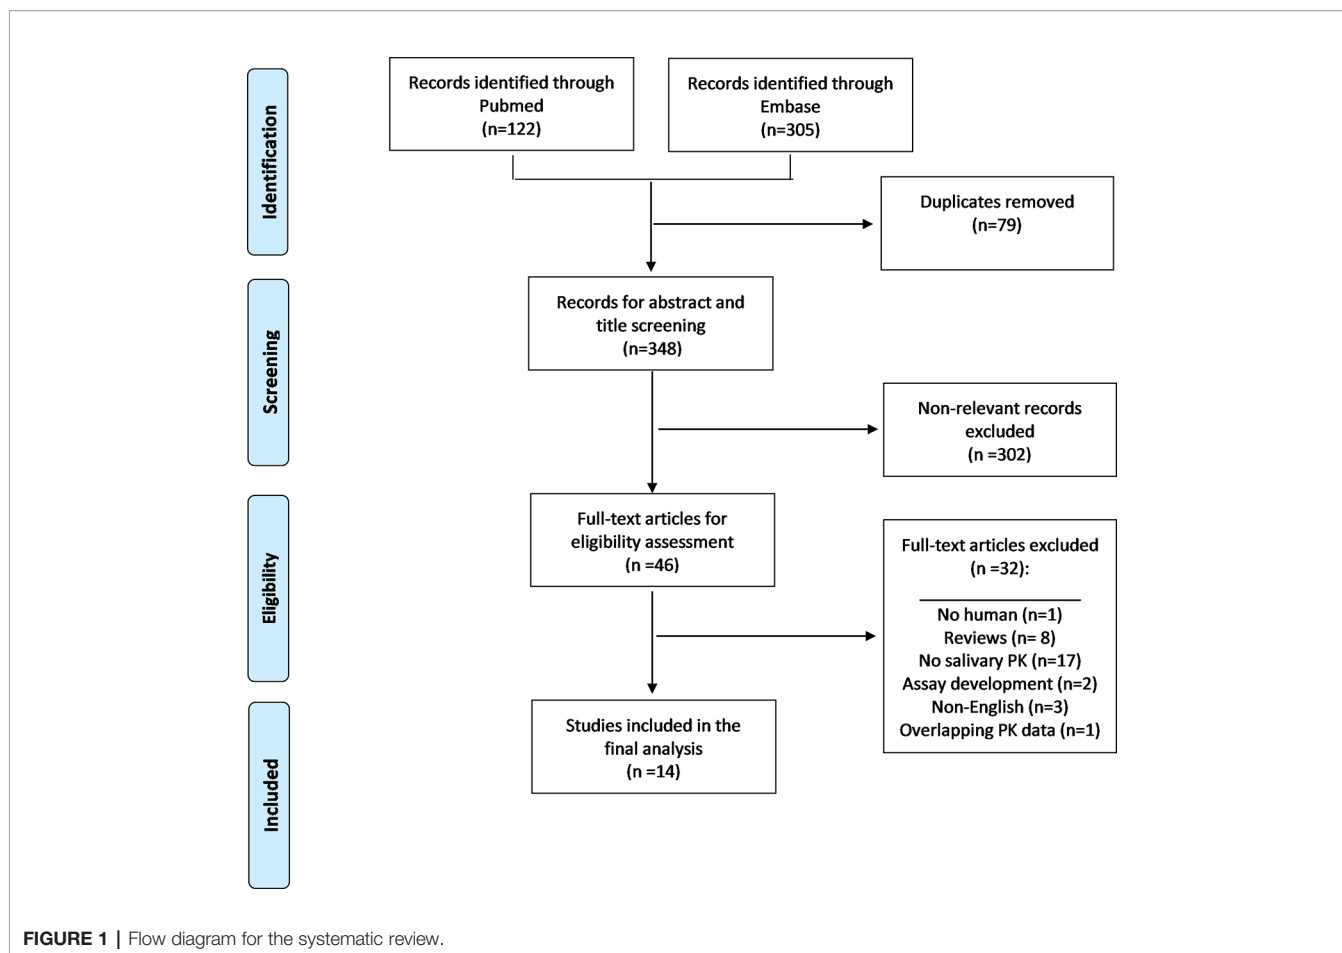 Identification
Records identified through
Pubmed
(n=122)
Records identified through
Embase
(n=305)
Duplicates removed
(n=79)
Screening
Records for abstract and
title screening
(n=348)
Non-relevant records
excluded
(n =302)
Eligibility
Full-text articles for
eligibility assessment
(n =46)
Full-text articles excluded
(n =32):
No human (n=1)
Reviews (n= 8)
No salivary PK (n=17)
Assay development (n=2)
Non-English (n=3)
Overlapping PK data (n=1)
Included
Studies included in the
final analysis
(n =14)
FIGURE 1 | Flow diagram for the systematic review.